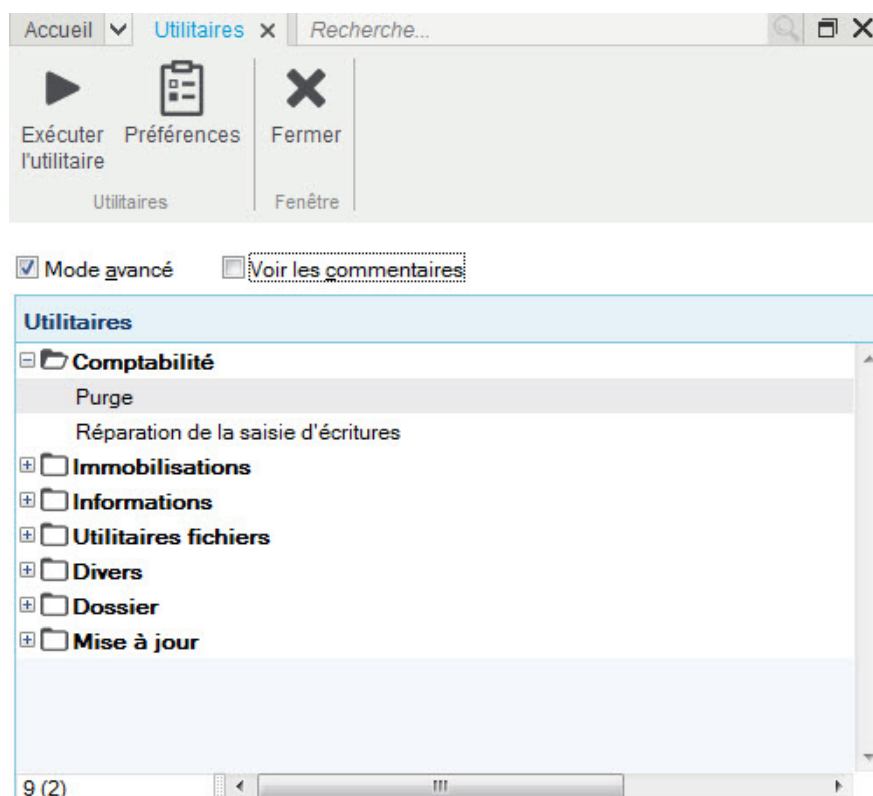 Accueil Utilitaires Recherche...
Exécuter Préférences Fermer
l'utilitaire
Utilitaires Fenêtre
Mode avancé Voir les commentaires
Utilitaires
Comptabilité
Purge
Réparation de la saisie d'écritures
Immobilisations
Informations
Utilitaires fichiers
Divers
Dossier
Mise à jour
9 (2)